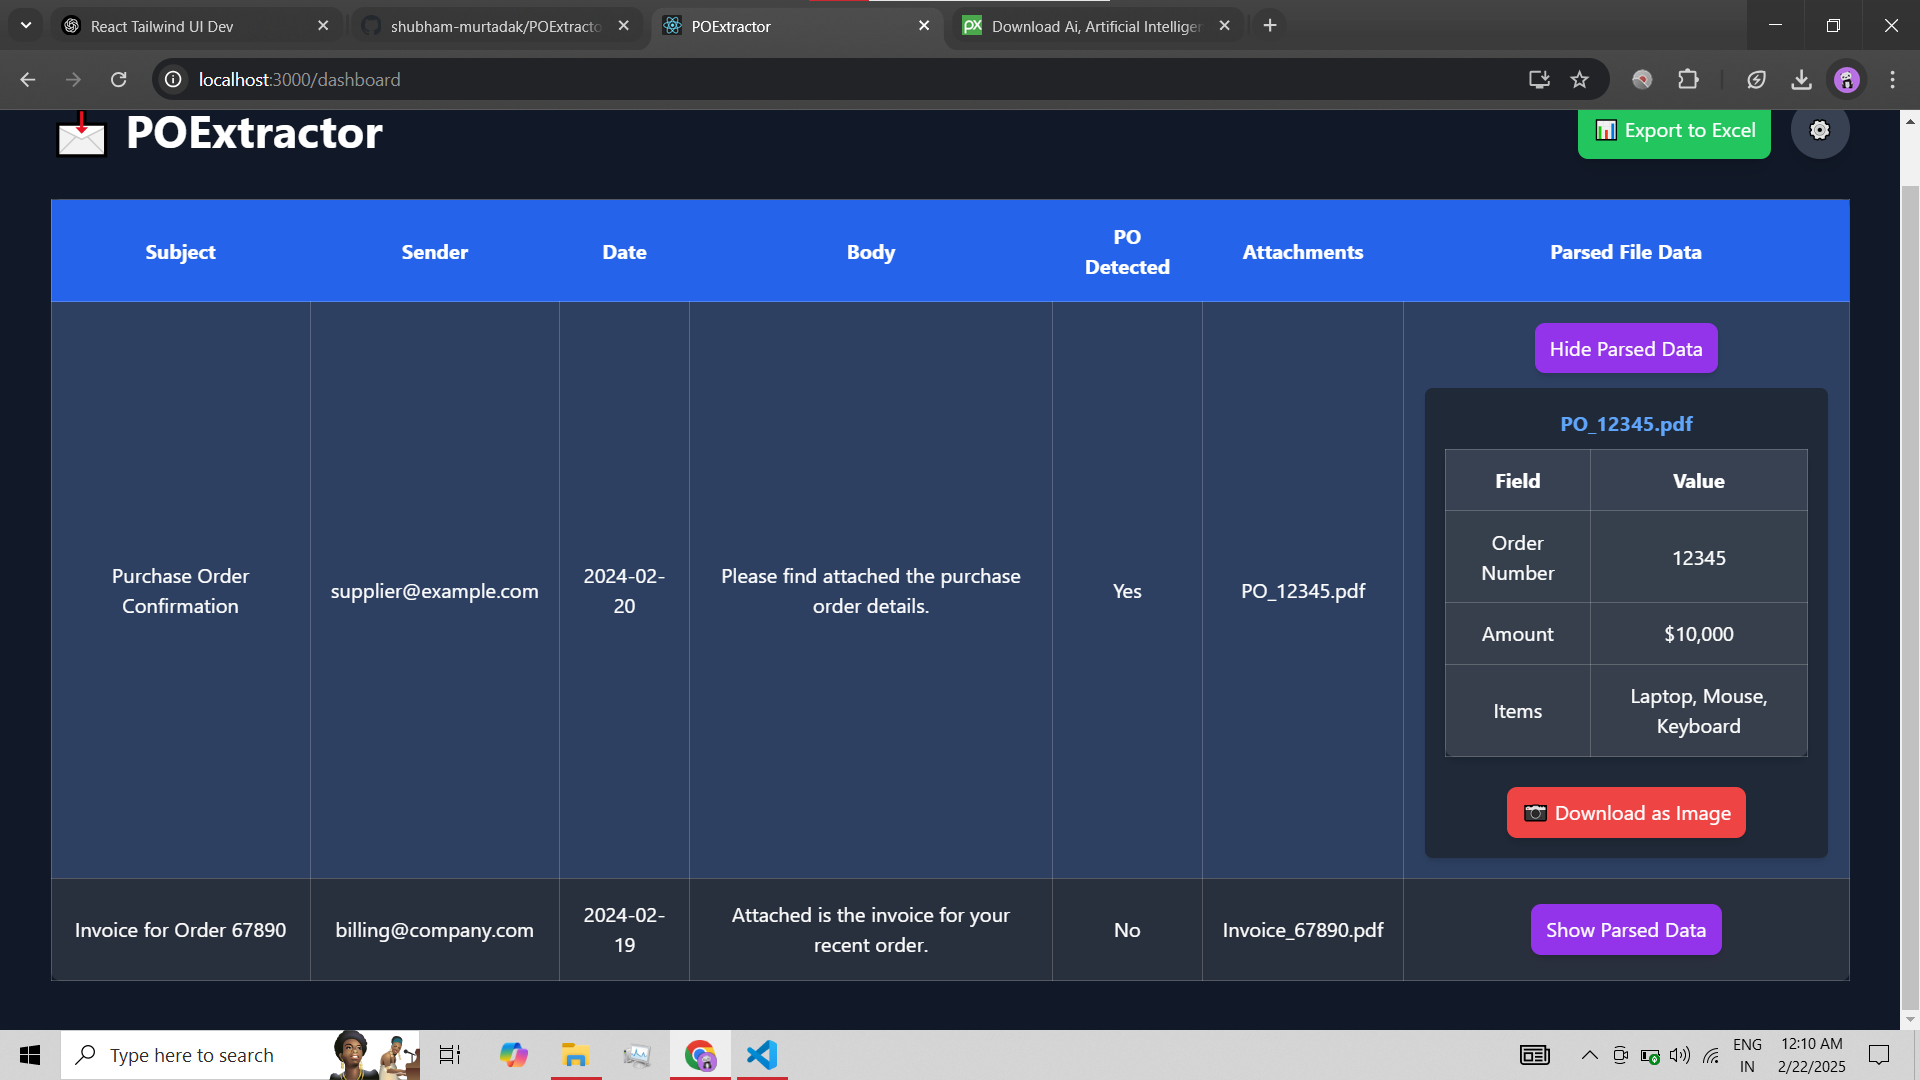 React Tailwind UI Dev
shubham-murtadak/POExtracto
POExtractor
PX
Download Ai, Artificial Intelliger
localhost:3000/dashboard
POExtractor
Export to Excel
Subject
Sender
Date
Body
PO
Detected
Attachments
Parsed File Data
Purchase Order
Confirmation
supplier@example.com
2024-02-
20
Please find attached the purchase
order details.
Yes
PO_12345.pdf
Hide Parsed Data
PO_12345.pdf
Field
Value
Order
Number
12345
Amount
$10,000
Items
Laptop, Mouse,
Keyboard
Download as Image
Invoice for Order 67890
billing@company.com
2024-02-
19
Attached is the invoice for your
recent order.
No
Invoice_67890.pdf
Show Parsed Data
Type here to search
ENG
IN
12:10 AM
2/22/2025